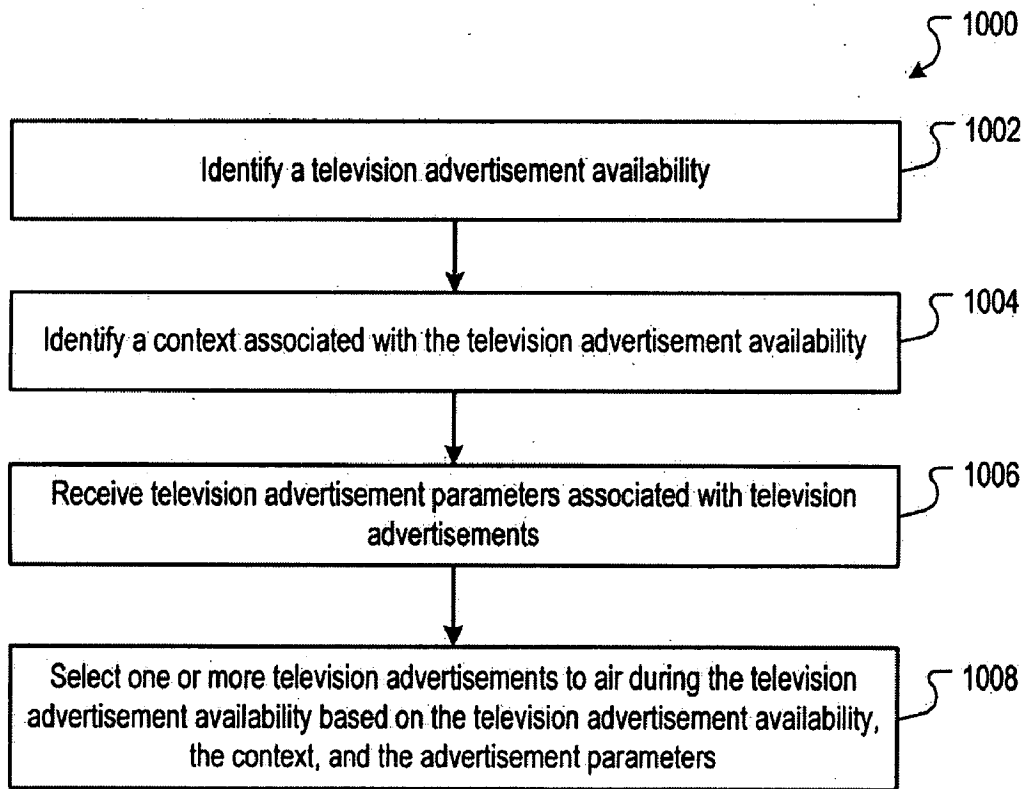 1000
1002
Identify a television advertisement availability
1004
Identify a context associated with the television advertisement availability
1006
Receive television advertisement parameters associated with television
advertisements
1008
Select one or more television advertisements to air during the television
advertisement availability based on the television advertisement availability,
the context, and the advertisement parameters